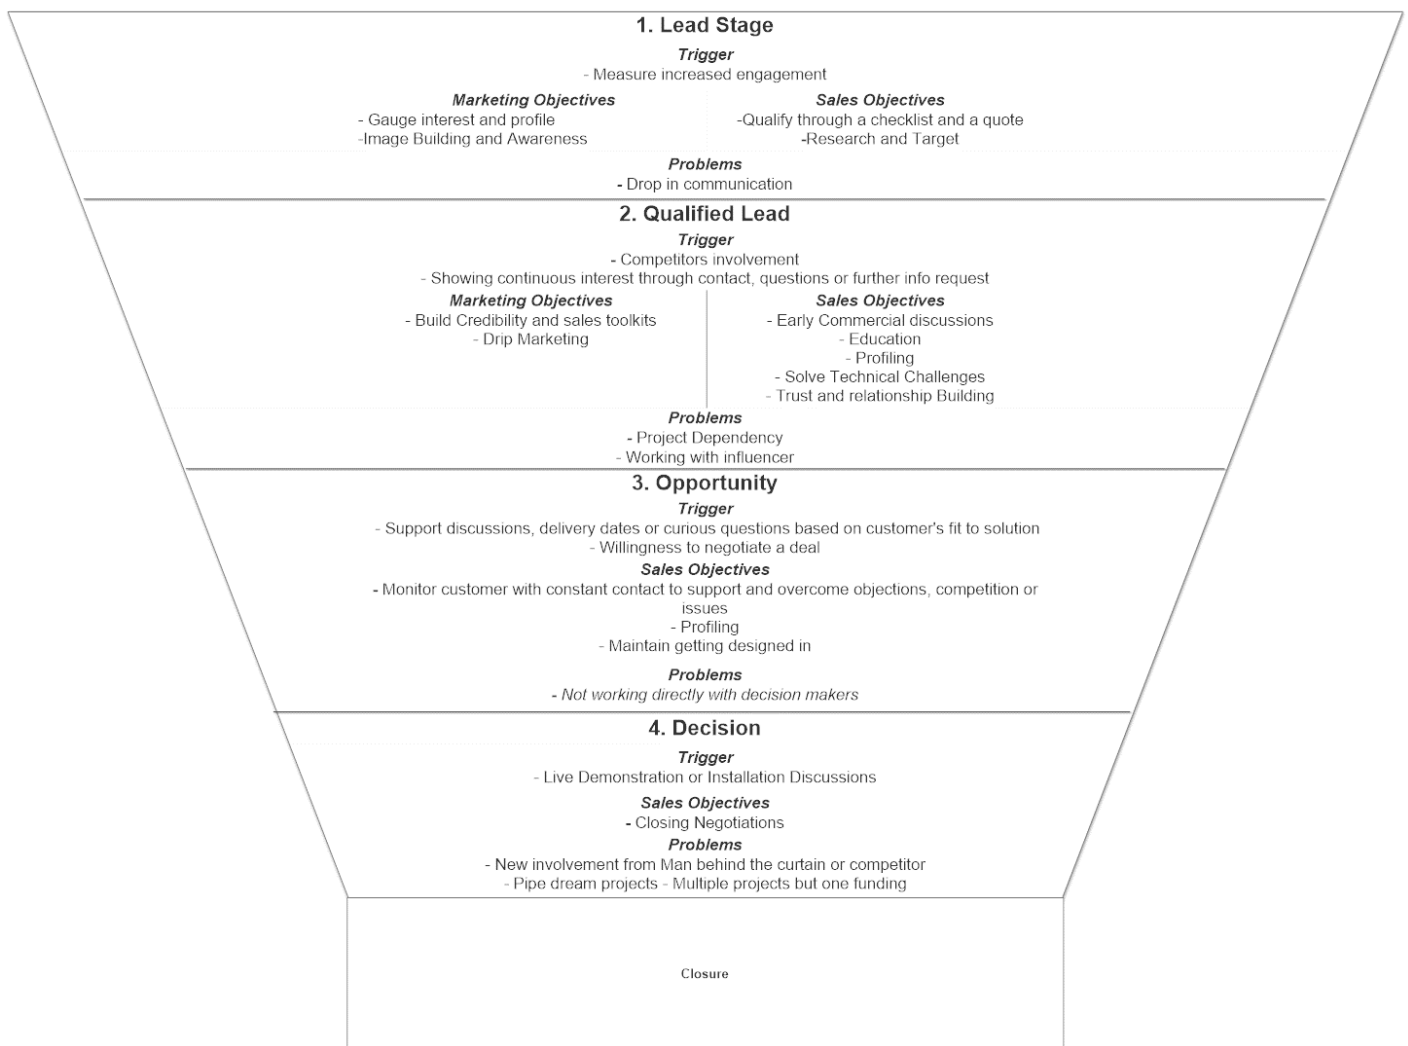 1. Lead Stage
Trigger
- Measure increased engagement
Marketing Objectives
- Gauge interest and profile
-Image Building and Awareness
Sales Objectives
-Qualify through a checklist and a quote
-Research and Target
Problems
- Drop in communication
2. Qualified Lead
Trigger
- Competitors involvement
- Showing continuous interest through contact, questions or further info request
Marketing Objectives
- Build Credibility and sales toolkits
- Drip Marketing
Sales Objectives
- Early Commercial discussions
- Education
- Profiling
- Solve Technical Challenges
- Trust and relationship Building
Problems
- Project Dependency
- Working with influencer
3. Opportunity
Trigger
- Support discussions, delivery dates or curious questions based on customer's fit to solution
- Willingness to negotiate a deal
Sales Objectives
- Monitor customer with constant contact to support and overcome objections, competition or
issues
- Profiling
- Maintain getting designed in
Problems
- Not working directly with decision makers
4. Decision
Trigger
- Live Demonstration or Installation Discussions
Sales Objectives
- Closing Negotiations
Problems
- New involvement from Man behind the curtain or competitor
- Pipe dream projects - Multiple projects but one funding
Closure